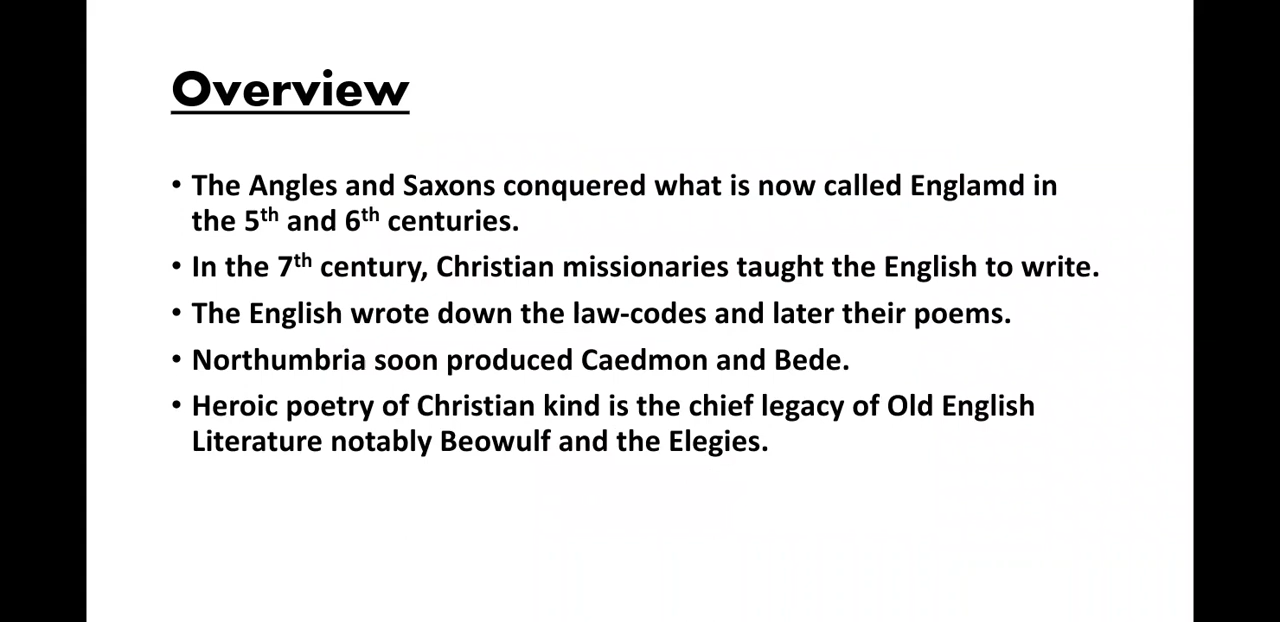 Overview
• The Angles and Saxons conquered what is now called Englamd in
the 5th and 6th centuries.
• In the 7th century, Christian missionaries taught the English to write.
• The English wrote down the law-codes and later their poems.
• Northumbria soon produced Caedmon and Bede.
• Heroic poetry of Christian kind is the chief legacy of Old English
Literature notably Beowulf and the Elegies.